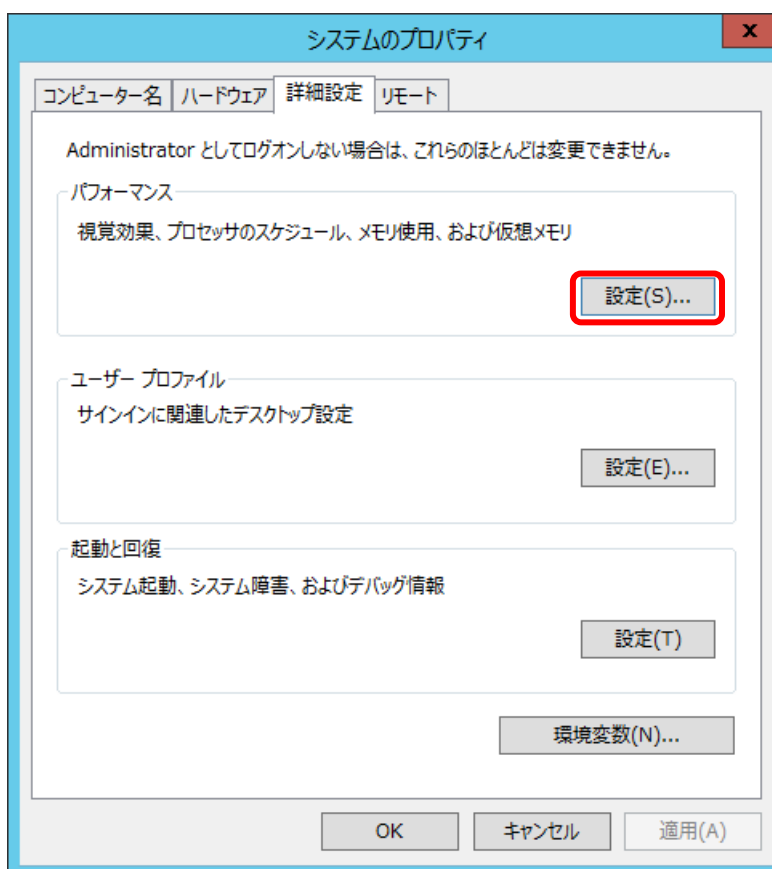 システムのプロパティ
x
コンピューター名 ハードウェア 詳細設定 リモート
Administrator としてログオンしない場合は、これらのほとんどは変更できません。
パフォーマンス
視覚効果、プロセッサのスケジュール、メモリ使用、および仮想メモリ
設定(S)...
ユーザー プロファイル
サインインに関連したデスクトップ設定
設定(E)...
起動と回復
システム起動、システム障害、およびデバッグ情報
設定(T)
環境変数(N)...
OK キャンセル 適用(A)